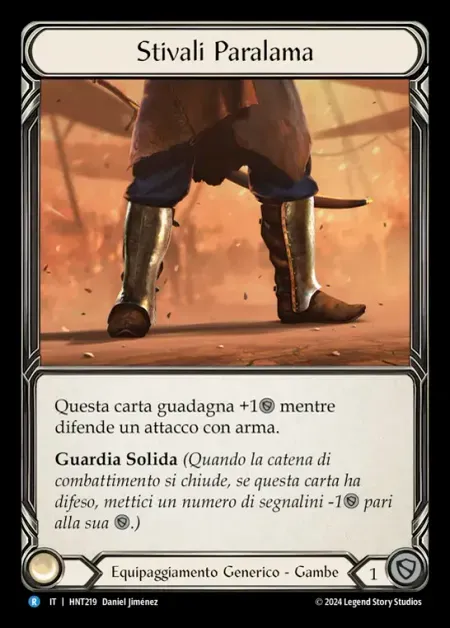 Stivali Paralama
Questa carta guadagna +1 mentre
difende un attacco con arma.
Guardia Solida (Quando la catena di
combattimento si chiude, se questa carta ha
difeso, mettici un numero di segnalini -1 pari
alla sua .)
Equipaggiamento Generico - Gambe
1
R IT | HNT219 Daniel Jiménez
© 2024 Legend Story Studios